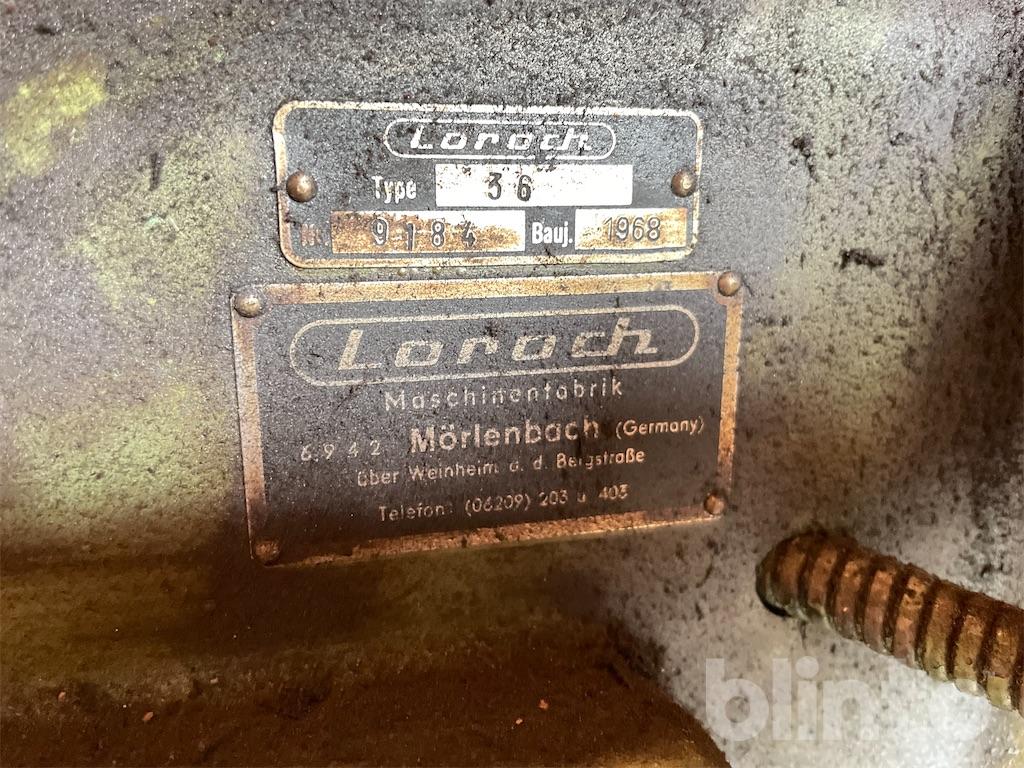 Loroch
Type 36
Nr. 9184 Bauj. 1968
Loroch
Maschinenfabrik
6942 Mörlenbach (Germany)
über Weinheim a. d. Bergstraße
Telefon: (06209) 203 u. 403
blinto